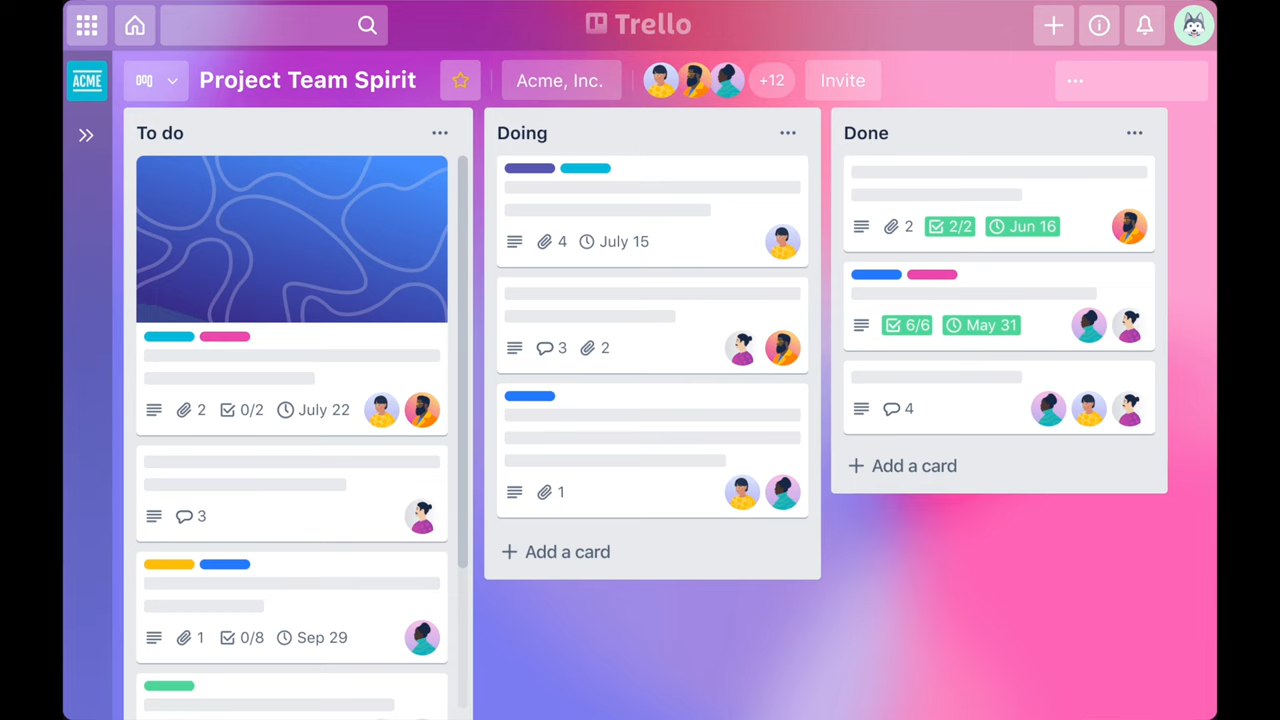 Trello
ACME
Project Team Spirit
Acme, Inc.
+12
Invite
To do
2 0/2 July 22
3
1 0/8 Sep 29
Doing
4 July 15
3 2
1
+ Add a card
Done
2 2/2 Jun 16
6/6 May 31
4
+ Add a card